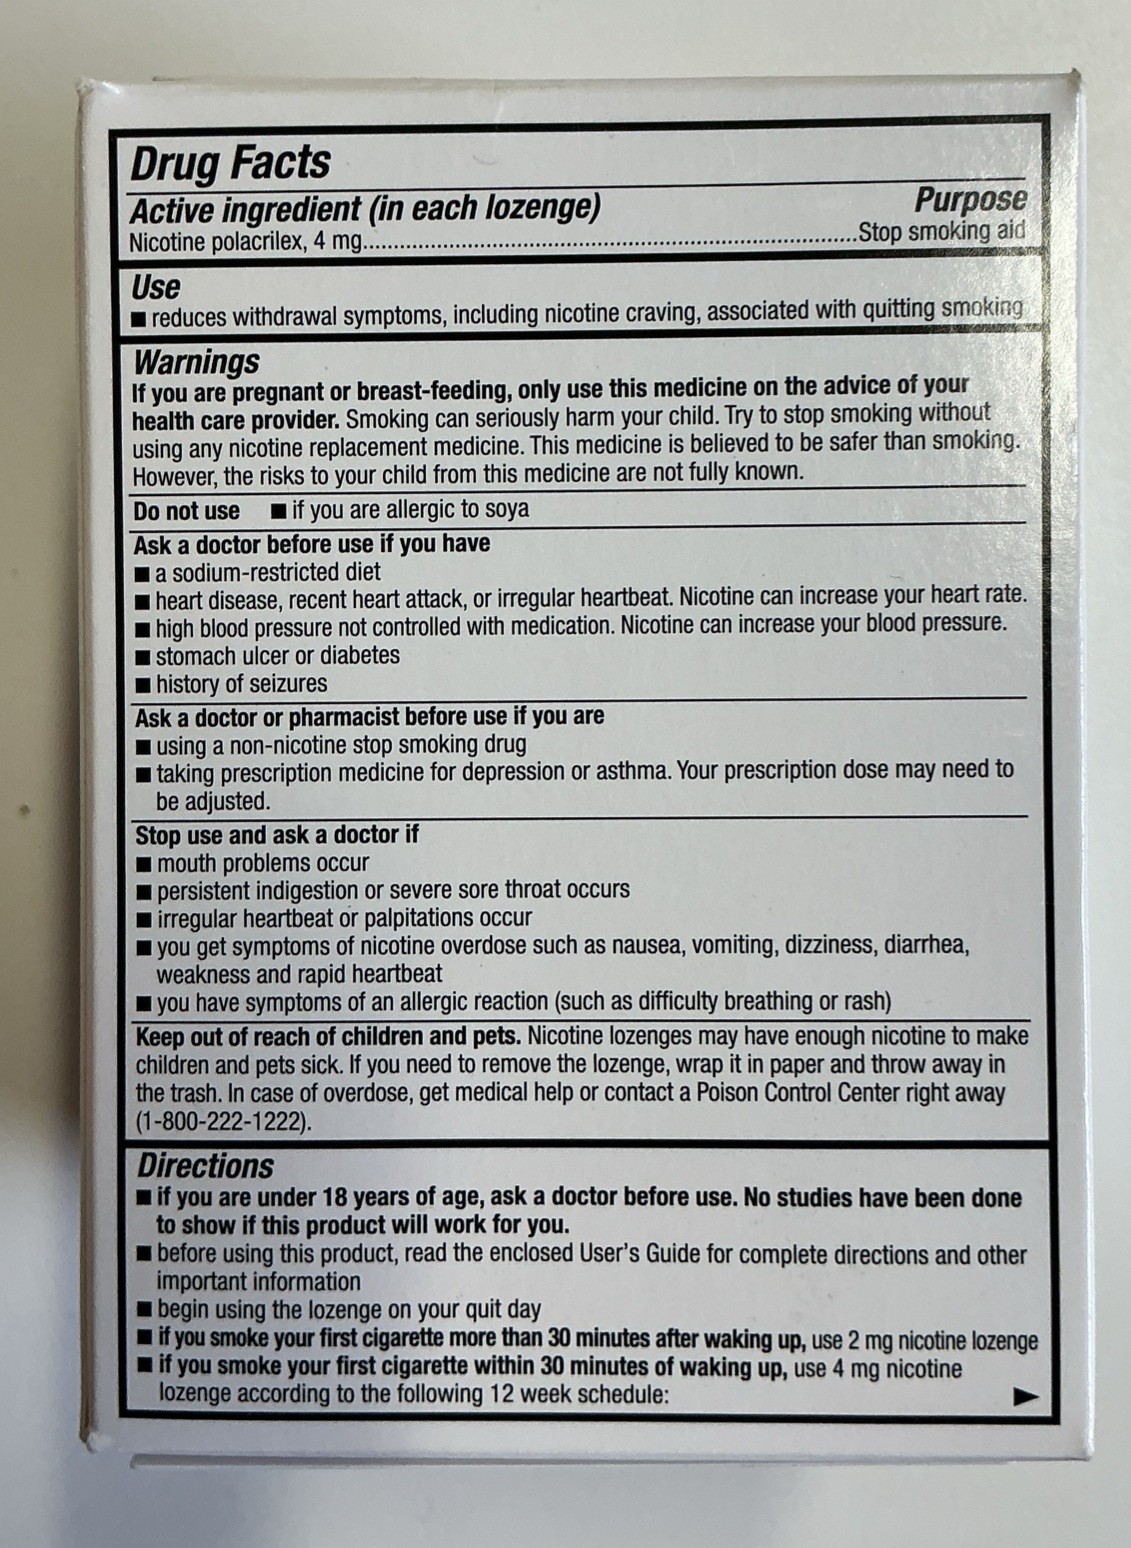 Drug Facts
Active ingredient (in each lozenge) Purpose
Nicotine polacrilex, 4 mg..........................................................................................Stop smoking aid
Use
■ reduces withdrawal symptoms, including nicotine craving, associated with quitting smoking
Warnings
If you are pregnant or breast-feeding, only use this medicine on the advice of your
health care provider. Smoking can seriously harm your child. Try to stop smoking without
using any nicotine replacement medicine. This medicine is believed to be safer than smoking.
However, the risks to your child from this medicine are not fully known.
Do not use ■ if you are allergic to soya
Ask a doctor before use if you have
■ a sodium-restricted diet
■ heart disease, recent heart attack, or irregular heartbeat. Nicotine can increase your heart rate.
■ high blood pressure not controlled with medication. Nicotine can increase your blood pressure.
■ stomach ulcer or diabetes
■ history of seizures
Ask a doctor or pharmacist before use if you are
■ using a non-nicotine stop smoking drug
■ taking prescription medicine for depression or asthma. Your prescription dose may need to
be adjusted.
Stop use and ask a doctor if
■ mouth problems occur
■ persistent indigestion or severe sore throat occurs
■ irregular heartbeat or palpitations occur
■ you get symptoms of nicotine overdose such as nausea, vomiting, dizziness, diarrhea,
weakness and rapid heartbeat
■ you have symptoms of an allergic reaction (such as difficulty breathing or rash)
Keep out of reach of children and pets. Nicotine lozenges may have enough nicotine to make
children and pets sick. If you need to remove the lozenge, wrap it in paper and throw away in
the trash. In case of overdose, get medical help or contact a Poison Control Center right away
(1-800-222-1222).
Directions
■ if you are under 18 years of age, ask a doctor before use. No studies have been done
to show if this product will work for you.
■ before using this product, read the enclosed User's Guide for complete directions and other
important information
■ begin using the lozenge on your quit day
■ if you smoke your first cigarette more than 30 minutes after waking up, use 2 mg nicotine lozenge
■ if you smoke your first cigarette within 30 minutes of waking up, use 4 mg nicotine
lozenge according to the following 12 week schedule: ►